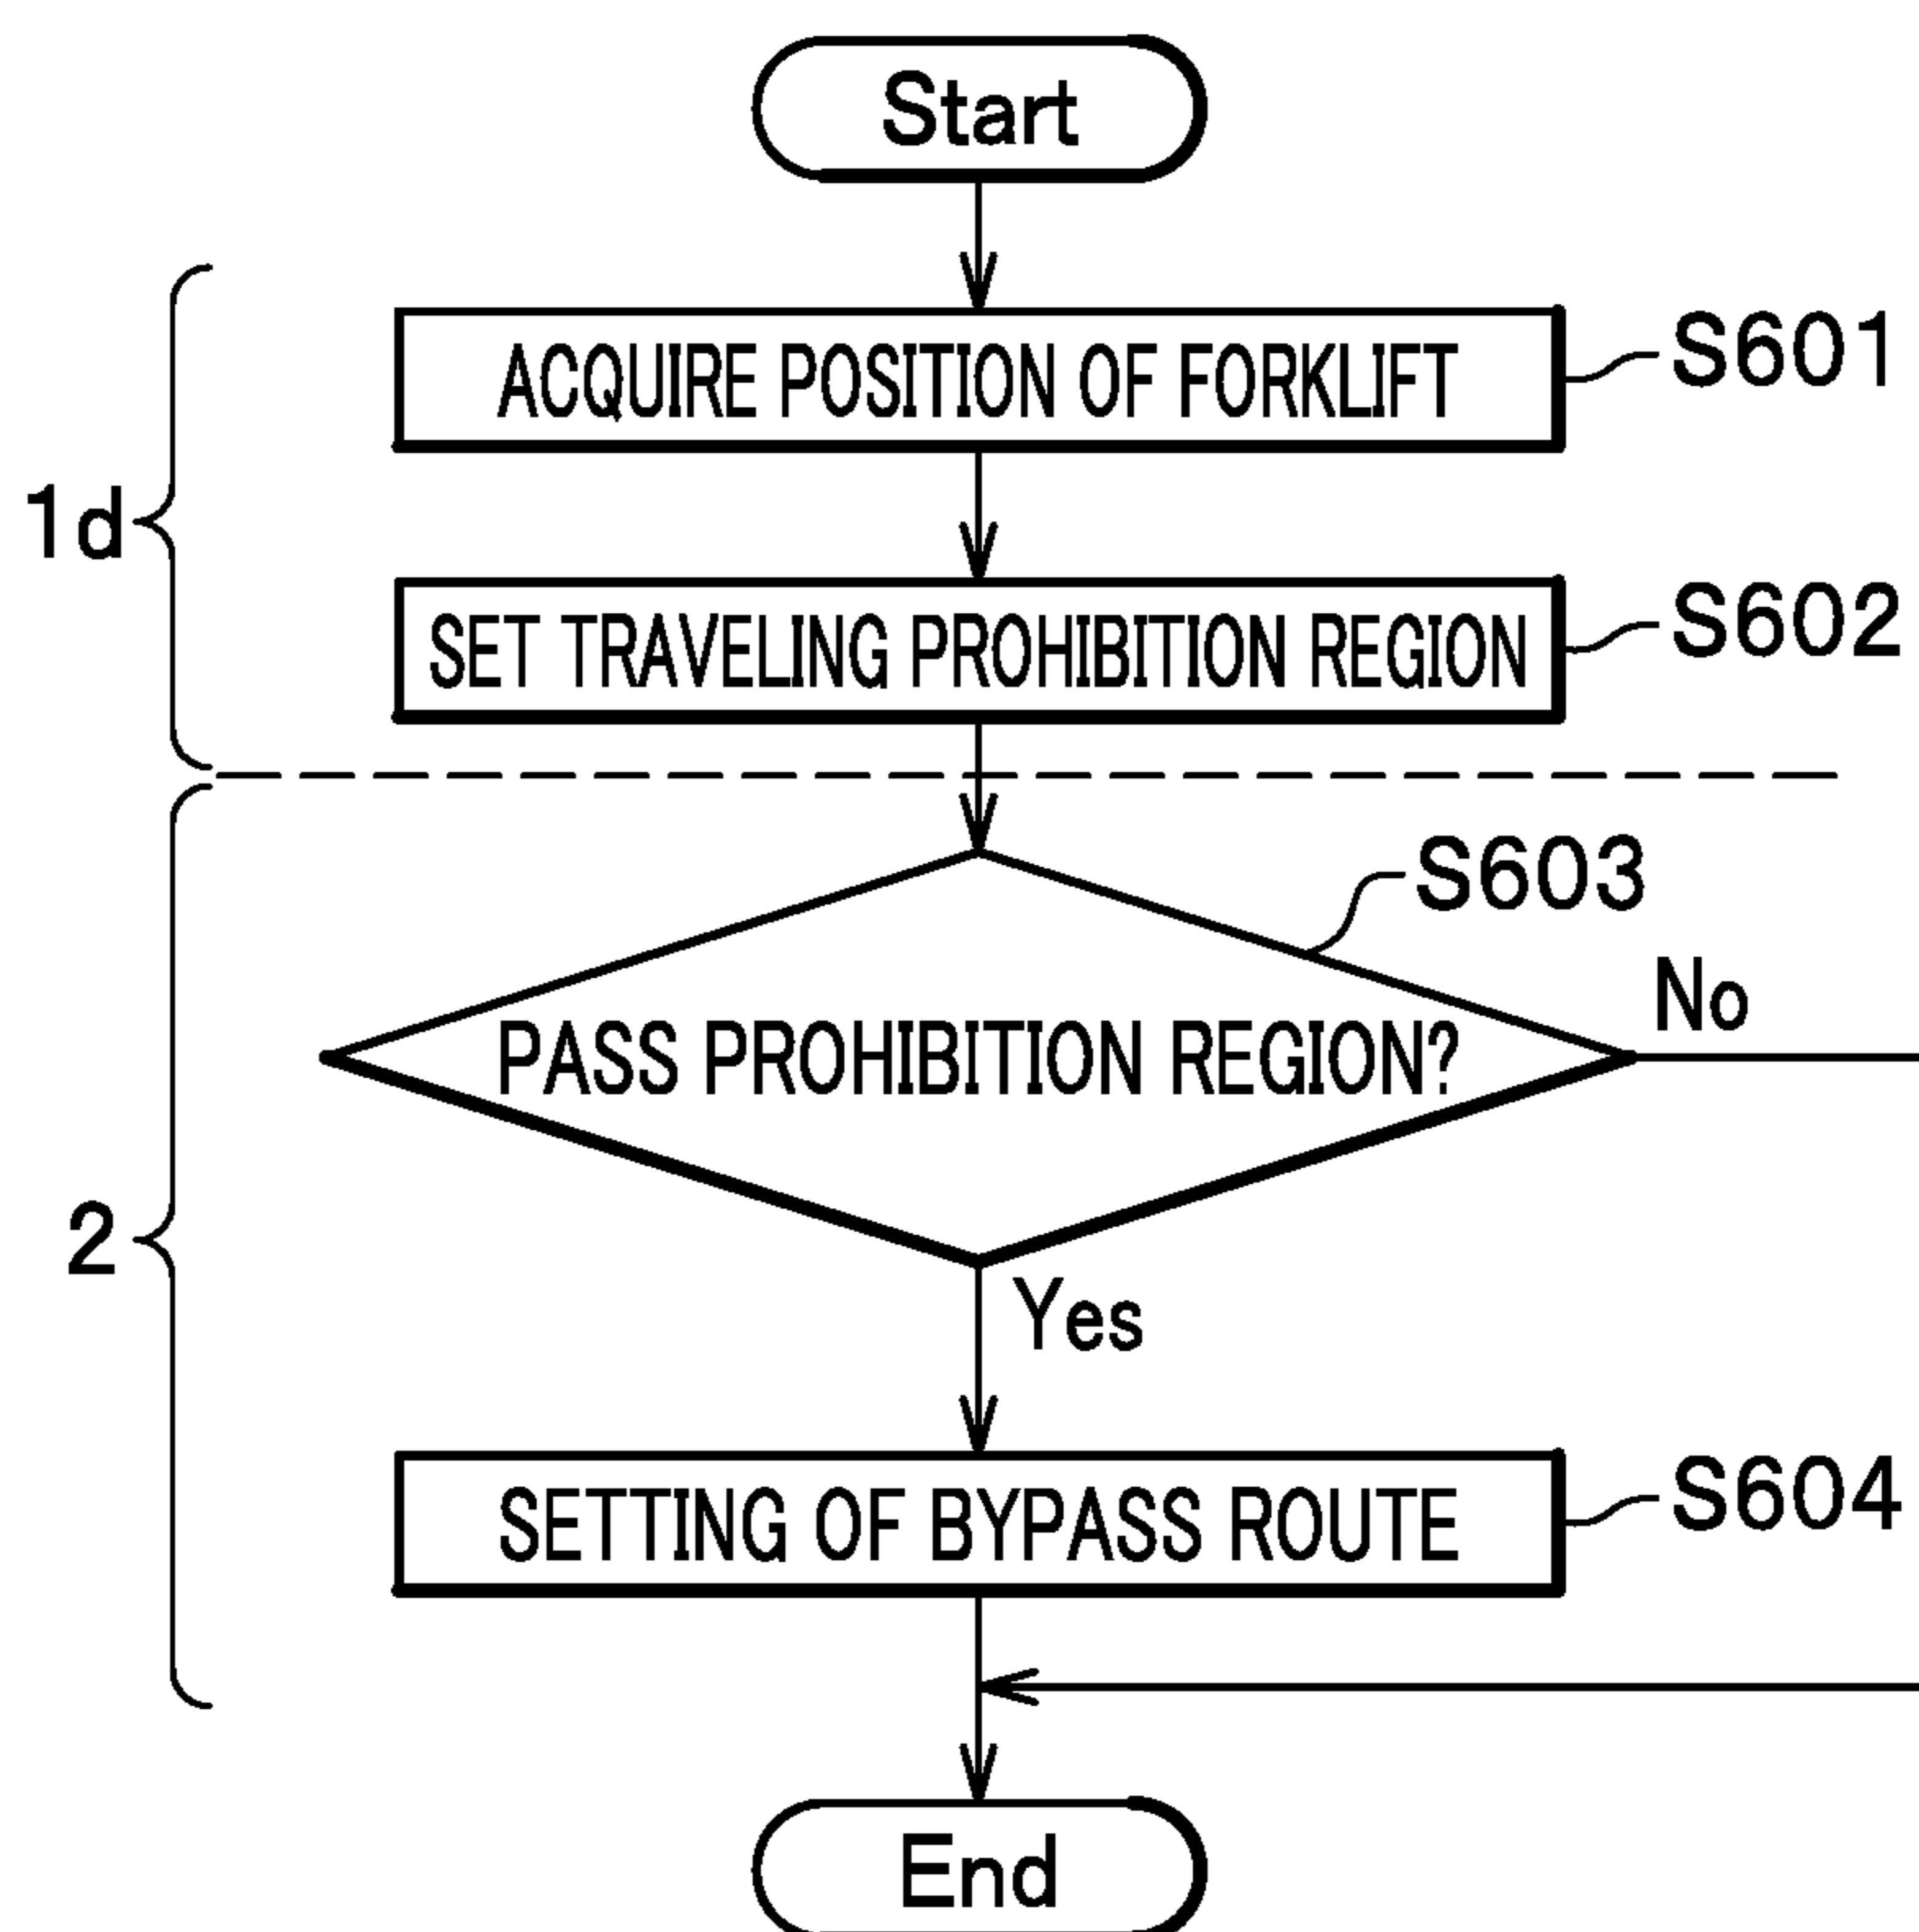 Start
ACQUIRE POSITION OF FORKLIFT
S601
1d
SET TRAVELING PROHIBITION REGION
S602
S603
No
PASS PROHIBITION REGION?
2
Yes
SETTING OF BYPASS ROUTE
S604
End